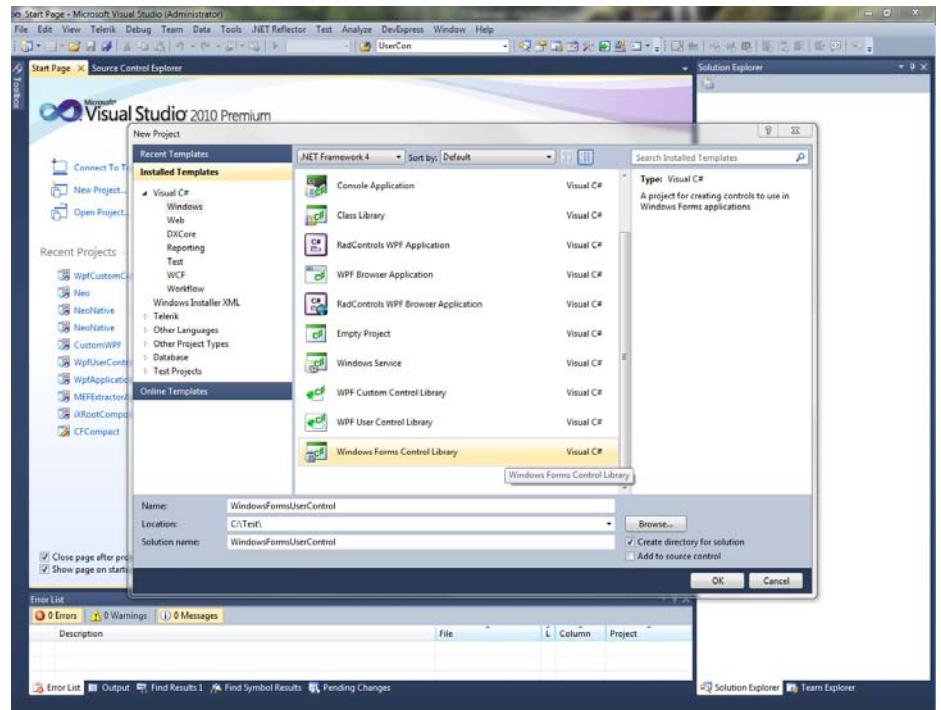 Start Page - Microsoft Visual Studio (Administrator)
File Edit View Telerik Debug Team Data Tools .NET Reflector Test Analyze DevExpress Window Help
UserCon
Toolbox
Start Page Source Control Explorer
Solution Explorer
Microsoft
Visual Studio 2010 Premium
New Project
Connect To T
New Project...
Open Project.
Recent Projects
WpfCustomC
Neo
NeoNative
NeoNative
CustomWPF
WpfUserContr
WpfApplicatio
MEFExtractor
iXRootCompo
CFCompact
Close page after pro
Show page on start
Recent Templates
Installed Templates
Visual C#
Windows
Web
DXCore
Reporting
Test
WCF
Workflow
Windows Installer XML
Telerik
Other Languages
Other Project Types
Database
Test Projects
Online Templates
.NET Framework 4 Sort by: Default
Search Installed Templates
Console Application Visual C#
Class Library Visual C#
RadControls WPF Application Visual C#
WPF Browser Application Visual C#
RadControls WPF Browser Application Visual C#
Empty Project Visual C#
Windows Service Visual C#
WPF Custom Control Library Visual C#
WPF User Control Library Visual C#
Windows Forms Control Library Visual C#
Windows Forms Control Library
Type: Visual C#
A project for creating controls to use in
Windows Forms applications
Name: WindowsFormsUserControl
Location: C:\Test\
Browse...
Solution name: WindowsFormsUserControl
Create directory for solution
Add to source control
OK Cancel
Error List
0 Errors 0 Warnings 0 Messages
Description File L Column Project
Error List Output Find Results 1 Find Symbol Results Pending Changes
Solution Explorer Team Explorer